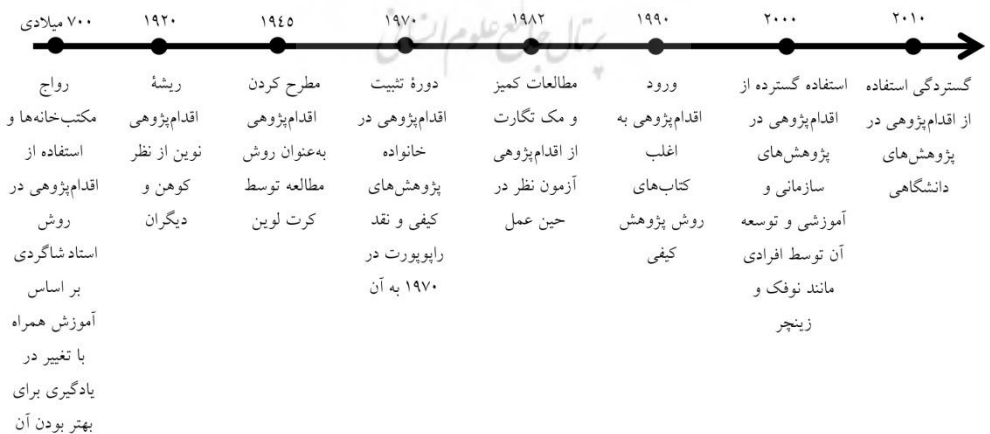 ۷۰۰ میلادی
۱۹۲۰
۱۹٤٥
۱۹۷۰
۱۹۸۲
۱۹۹۰
۲۰۰۰
۲۰۱۰
پرتال جامع علوم انسانی
رواج
مکتب‌خانه‌ها و
استفاده از
اقدام‌پژوهی در
روش
استاد شاگردی
بر اساس
آموزش همراه
با تغییر در
یادگیری برای
بهتر بودن آن
ریشهٔ
اقدام‌پژوهی
نوین از نظر
کوهن و
دیگران
مطرح کردن
اقدام‌پژوهی
به‌عنوان روش
مطالعه توسط
کرت لوین
دورهٔ تثبیت
اقدام‌پژوهی در
خانواده
پژوهش‌های
کیفی و نقد
راپوپورت در
۱۹۷۰ به آن
مطالعات کمیز
و مک تگارت
از اقدام‌پژوهی
آزمون نظر در
حین عمل
ورود
اقدام‌پژوهی به
اغلب
کتاب‌های
روش پژوهش
کیفی
استفاده گسترده از
اقدام‌پژوهی در
پژوهش‌های
سازمانی و
آموزشی و توسعه
آن توسط افرادی
مانند نوفک و
زینچر
گستردگی استفاده
از اقدام‌پژوهی در
پژوهش‌های
دانشگاهی